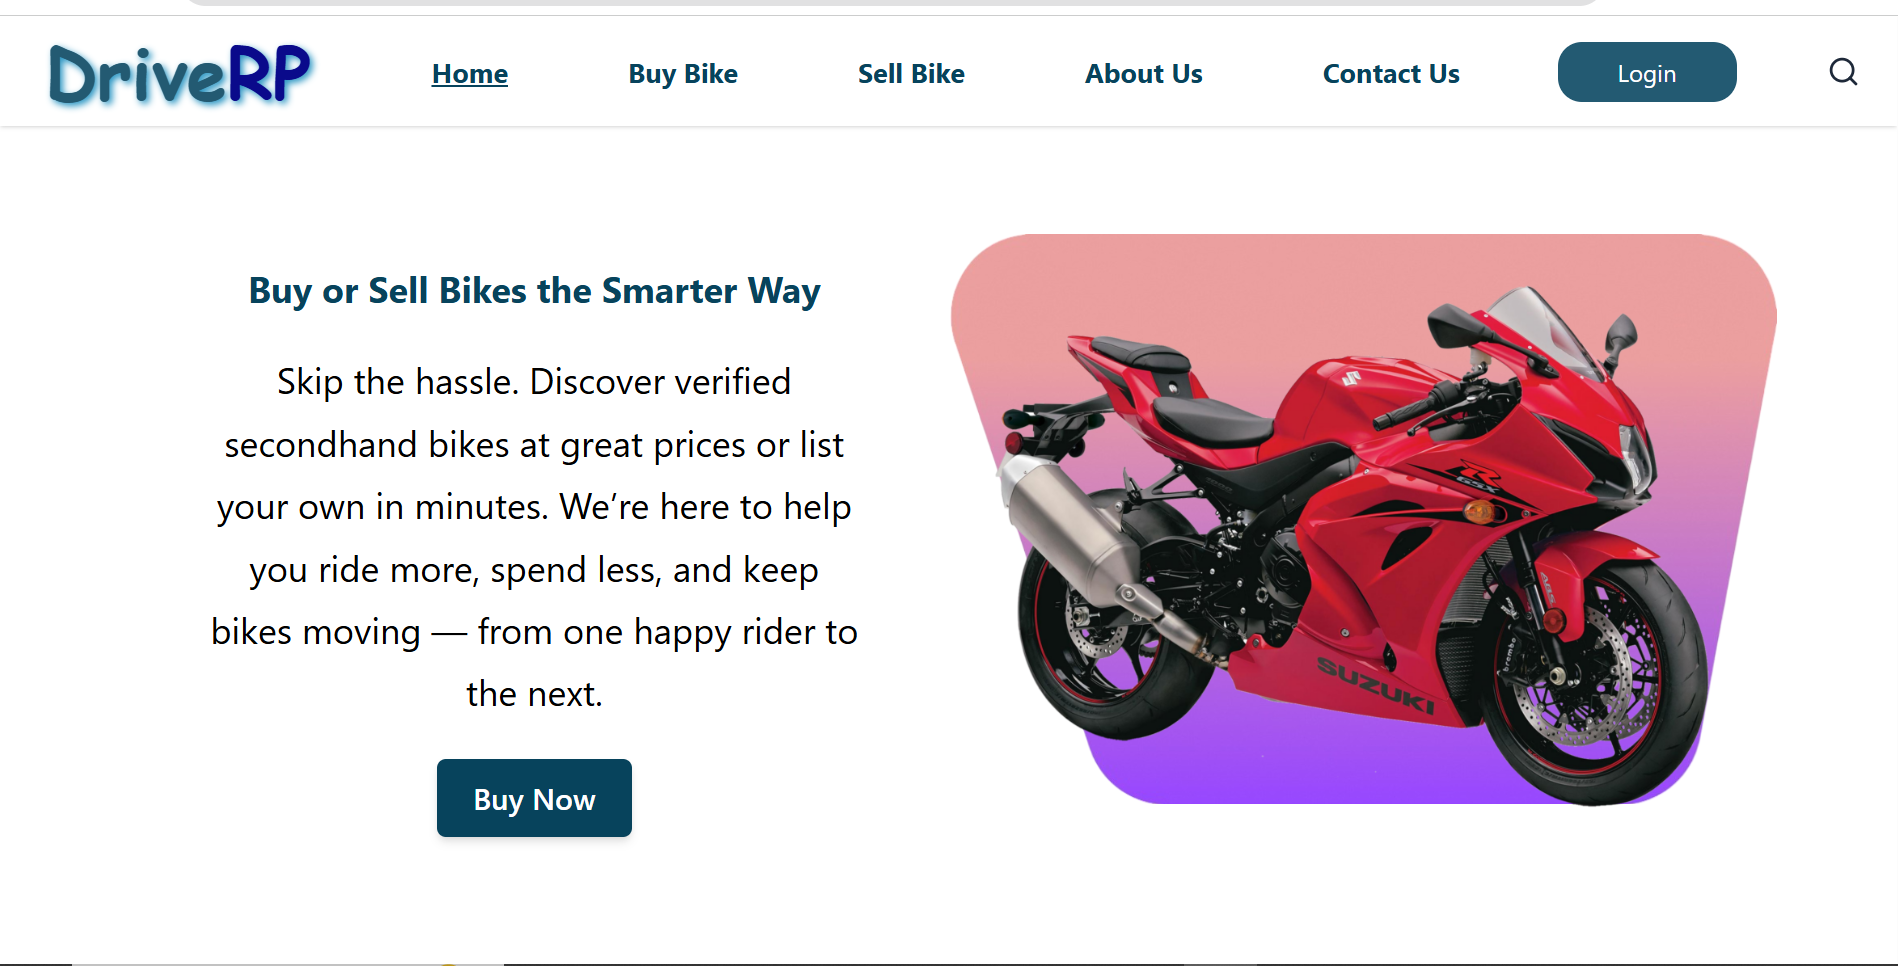 DriveRP
Home
Buy Bike
Sell Bike
About Us
Contact Us
Login
Buy or Sell Bikes the Smarter Way
Skip the hassle. Discover verified
secondhand bikes at great prices or list
your own in minutes. We’re here to help
you ride more, spend less, and keep
bikes moving — from one happy rider to
the next.
Buy Now
R
GSX
ABS
brembo
SUZUKI